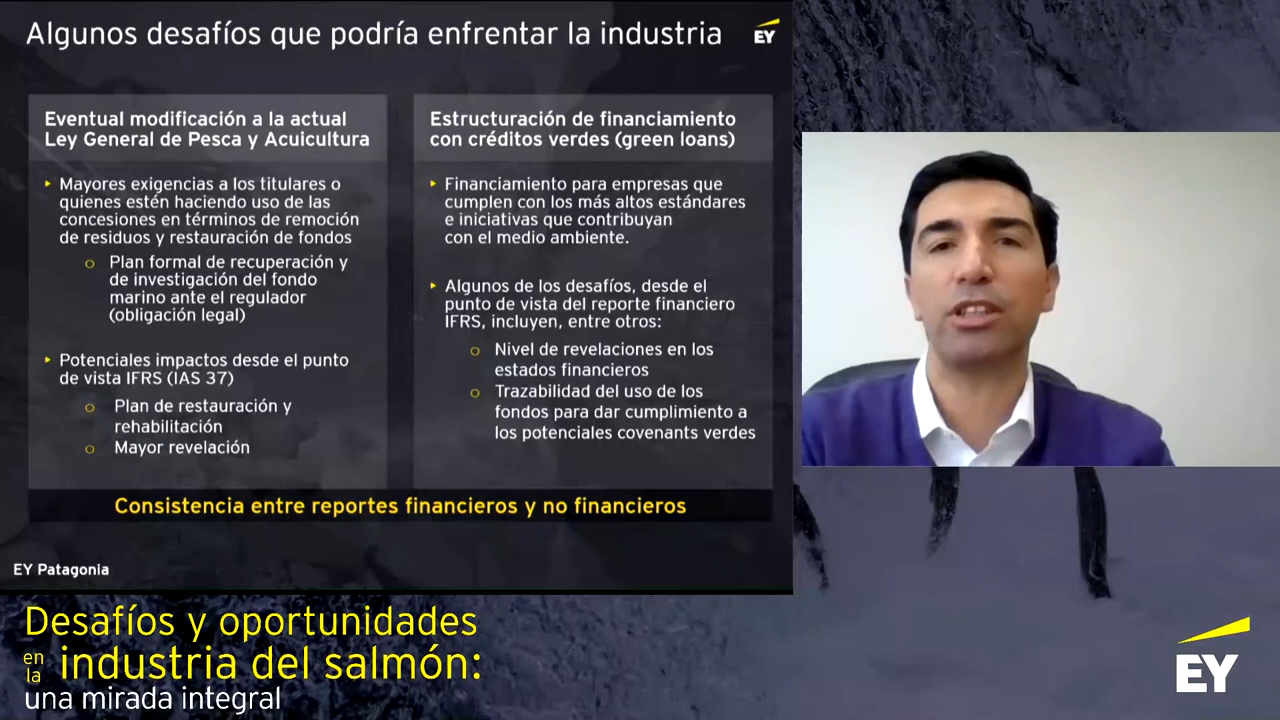 Algunos desafíos que podría enfrentar la industria
EY
Eventual modificación a la actual
Ley General de Pesca y Acuicultura
‣ Mayores exigencias a los titulares o
quienes estén haciendo uso de las
concesiones en términos de remoción
de residuos y restauración de fondos
o Plan formal de recuperación y
de investigación del fondo
marino ante el regulador
(obligación legal)
‣ Potenciales impactos desde el punto
de vista IFRS (IAS 37)
o Plan de restauración y
rehabilitación
o Mayor revelación
Estructuración de financiamiento
con créditos verdes (green loans)
‣ Financiamiento para empresas que
cumplen con los más altos estándares
e iniciativas que contribuyan
con el medio ambiente.
‣ Algunos de los desafíos, desde el
punto de vista del reporte financiero
IFRS, incluyen, entre otros:
o Nivel de revelaciones en los
estados financieros
o Trazabilidad del uso de los
fondos para dar cumplimiento a
los potenciales covenants verdes
Consistencia entre reportes financieros y no financieros
EY Patagonia
Desafíos y oportunidades
en la industria del salmón:
una mirada integral
EY